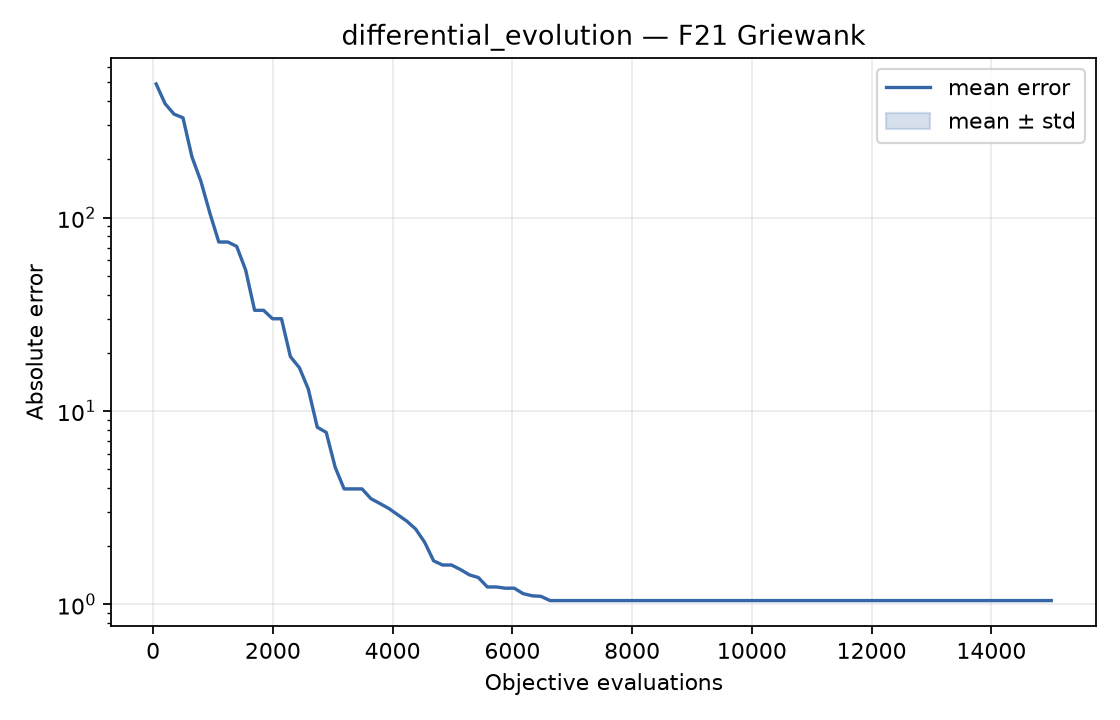 differential_evolution — F21 Griewank
mean error
mean ± std
Absolute error
10²
10¹
10⁰
0 2000 4000 6000 8000 10000 12000 14000
Objective evaluations